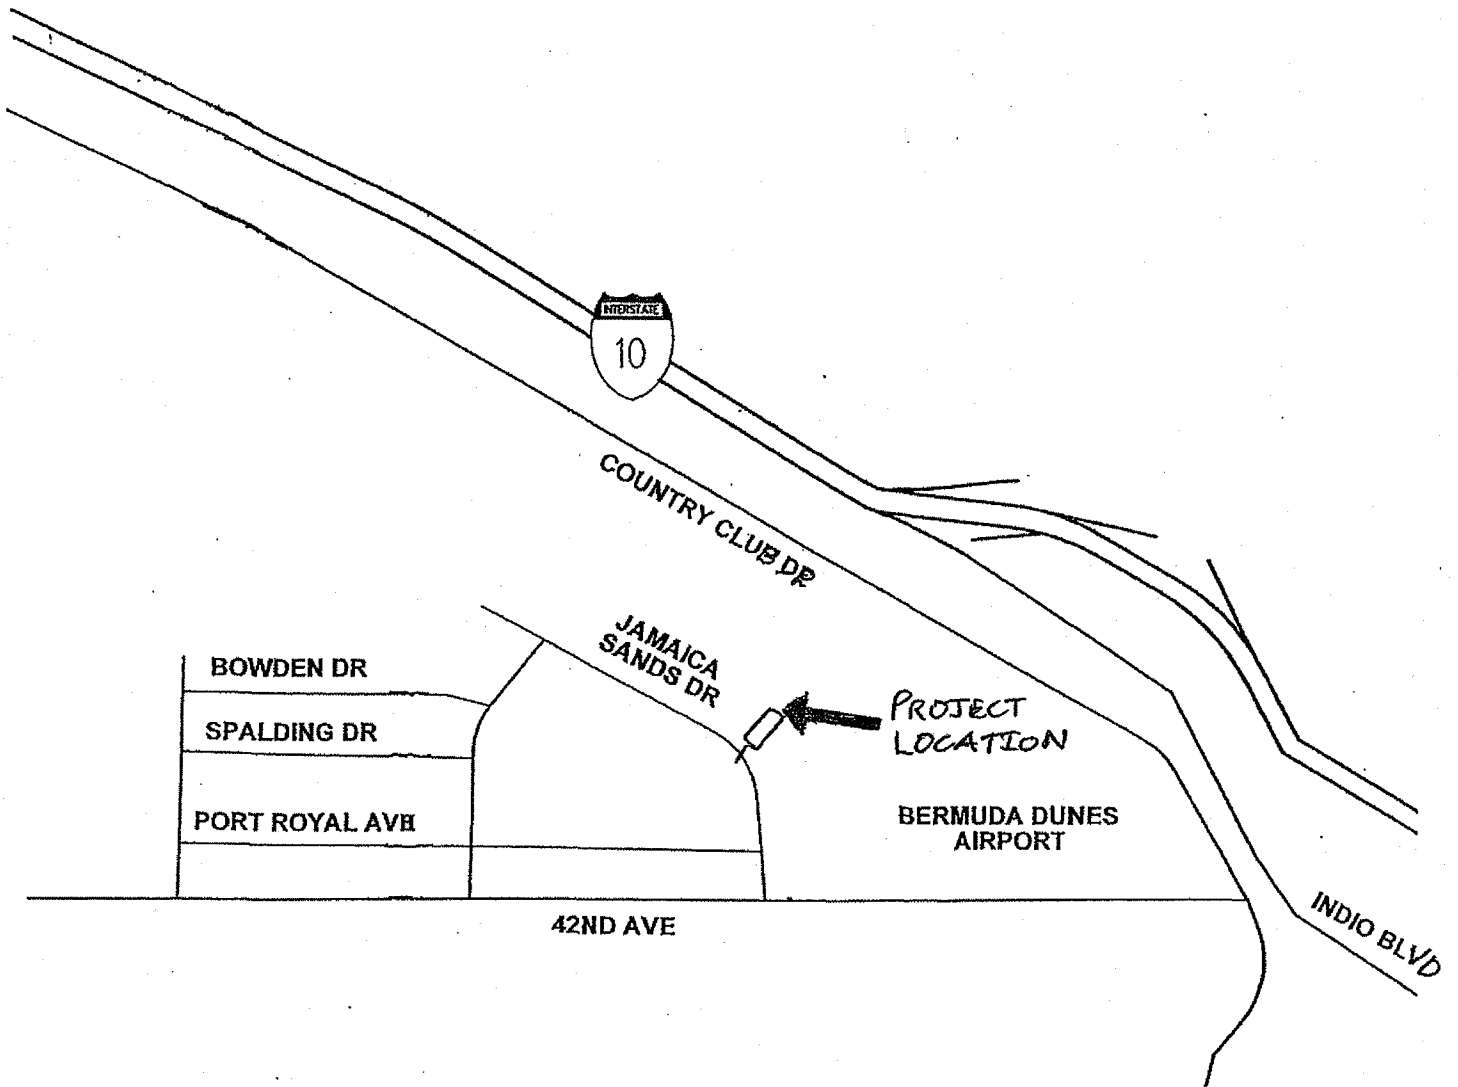 INTERSTATE
10
COUNTRY CLUB DR
JAMAICA
SANDS DR
BOWDEN DR
SPALDING DR
PORT ROYAL AVE
PROJECT
LOCATION
BERMUDA DUNES
AIRPORT
42ND AVE
INDIO BLVD